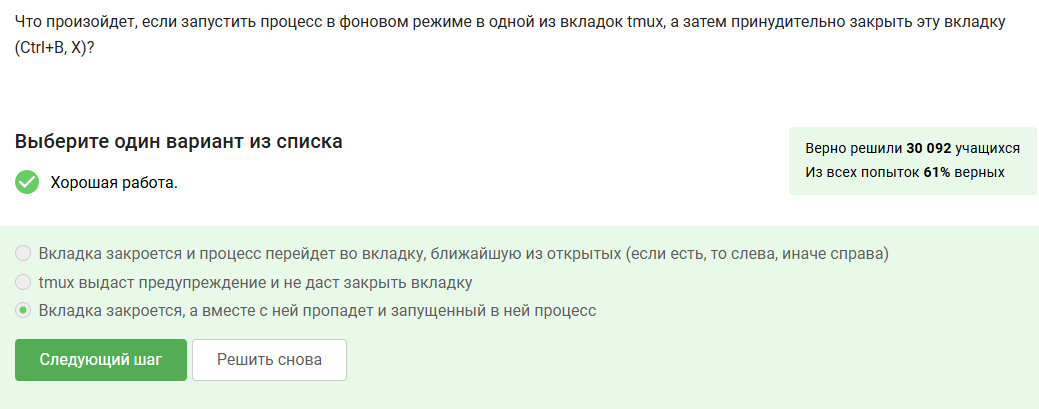 Что произойдет, если запустить процесс в фоновом режиме в одной из вкладок tmux, а затем принудительно закрыть эту вкладку
(Ctrl+B, X)?
Выберите один вариант из списка
Хорошая работа.
Верно решили 30 092 учащихся
Из всех попыток 61% верных
Вкладка закроется и процесс перейдет во вкладку, ближайшую из открытых (если есть, то слева, иначе справа)
tmux выдаст предупреждение и не даст закрыть вкладку
Вкладка закроется, а вместе с ней пропадет и запущенный в ней процесс
Следующий шаг
Решить снова